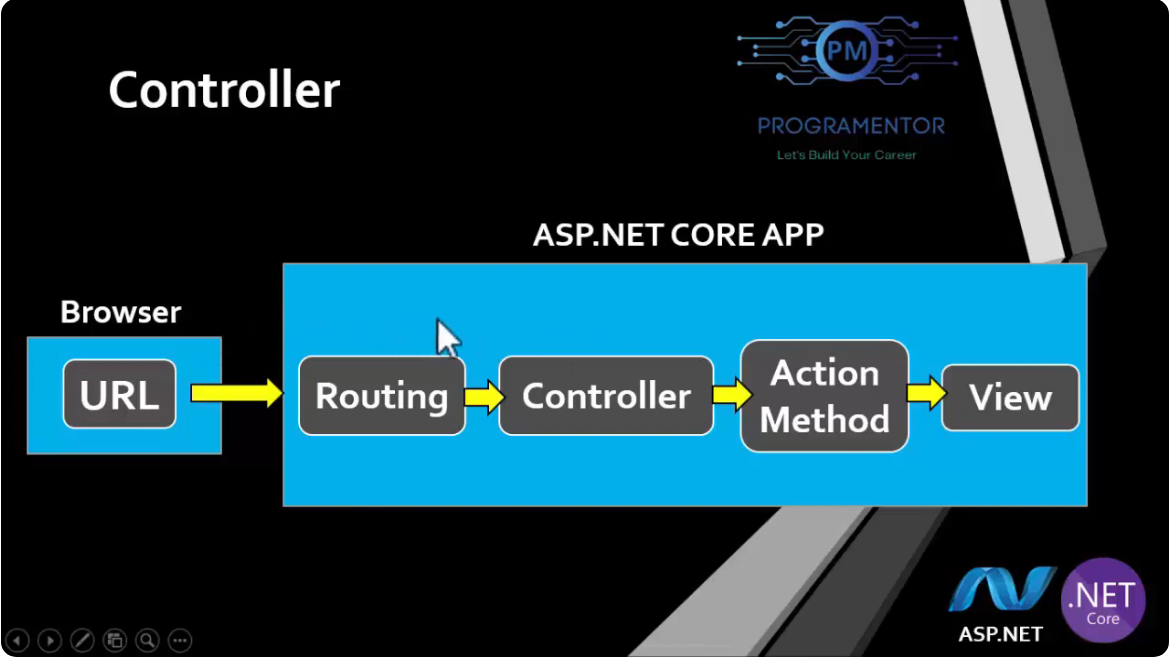 Controller
PM
PROGRAMENTOR
Let's Build Your Career
ASP.NET CORE APP
Browser
URL
Routing
Controller
Action
Method
View
ASP.NET
.NET
Core